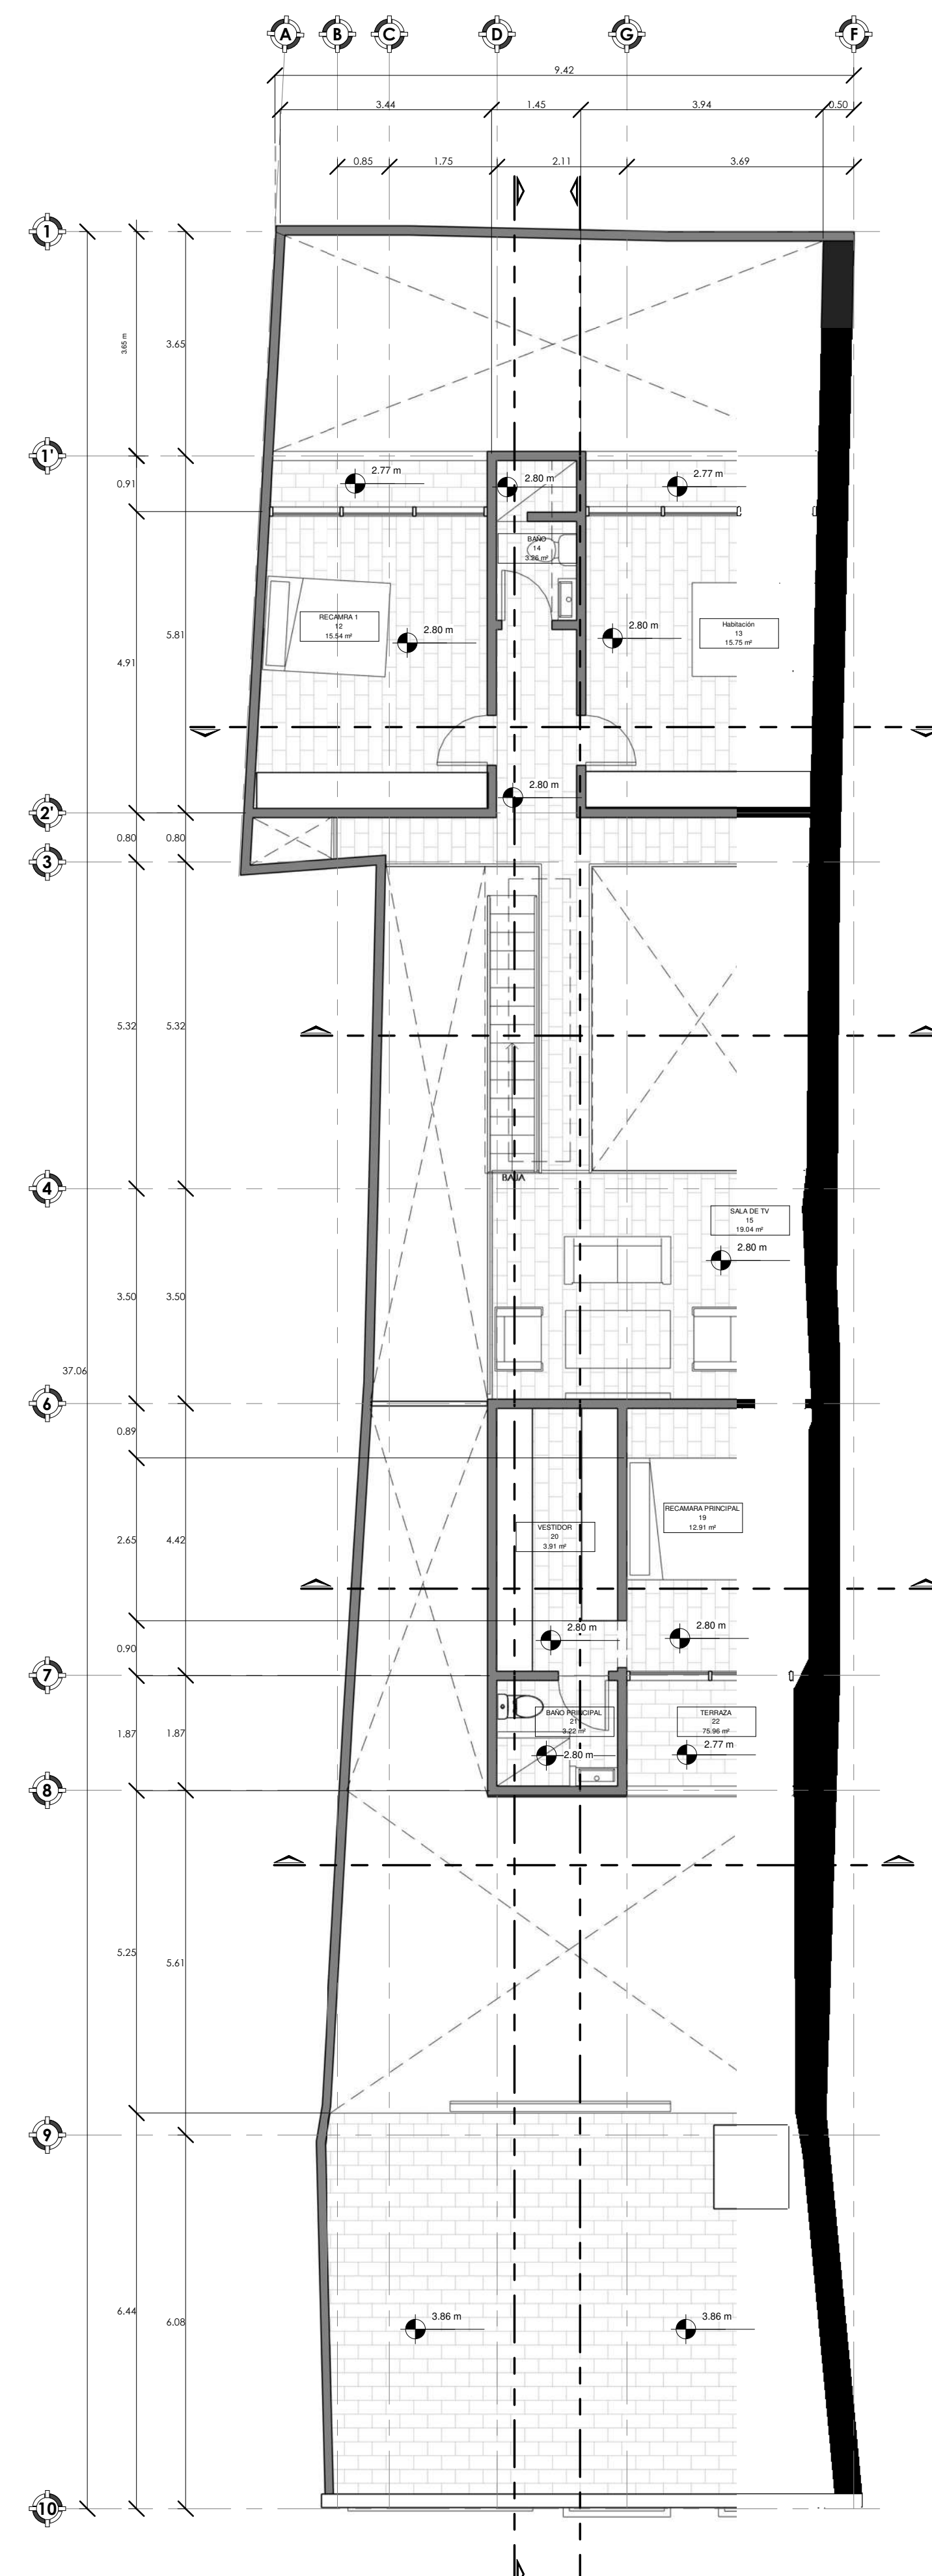 A B C D G F
9.42
3.44 1.45 3.94 0.50
0.85 1.75 2.11 3.69
1
3.65 m
3.65
1'
0.91
2.77 m
2.80 m
2.77 m
BAÑO
14
3.26 m²
RECAMRA 1
12
15.54 m²
2.80 m
2.80 m
Habitación
13
15.75 m²
5.81
4.91
2.80 m
2'
0.80 0.80
3
5.32 5.32
BAJA
4
SALA DE TV
15
19.04 m²
2.80 m
3.50 3.50
37.06
6
0.89
RECAMARA PRINCIPAL
19
12.91 m²
VESTIDOR
20
3.91 m²
2.65 4.42
2.80 m
2.80 m
0.90
7
BAÑO PRINCIPAL
21
3.22 m²
TERRAZA
22
75.96 m²
1.87 1.87
2.80 m
2.77 m
8
5.25 5.61
9
6.44 6.08
3.86 m
3.86 m
10